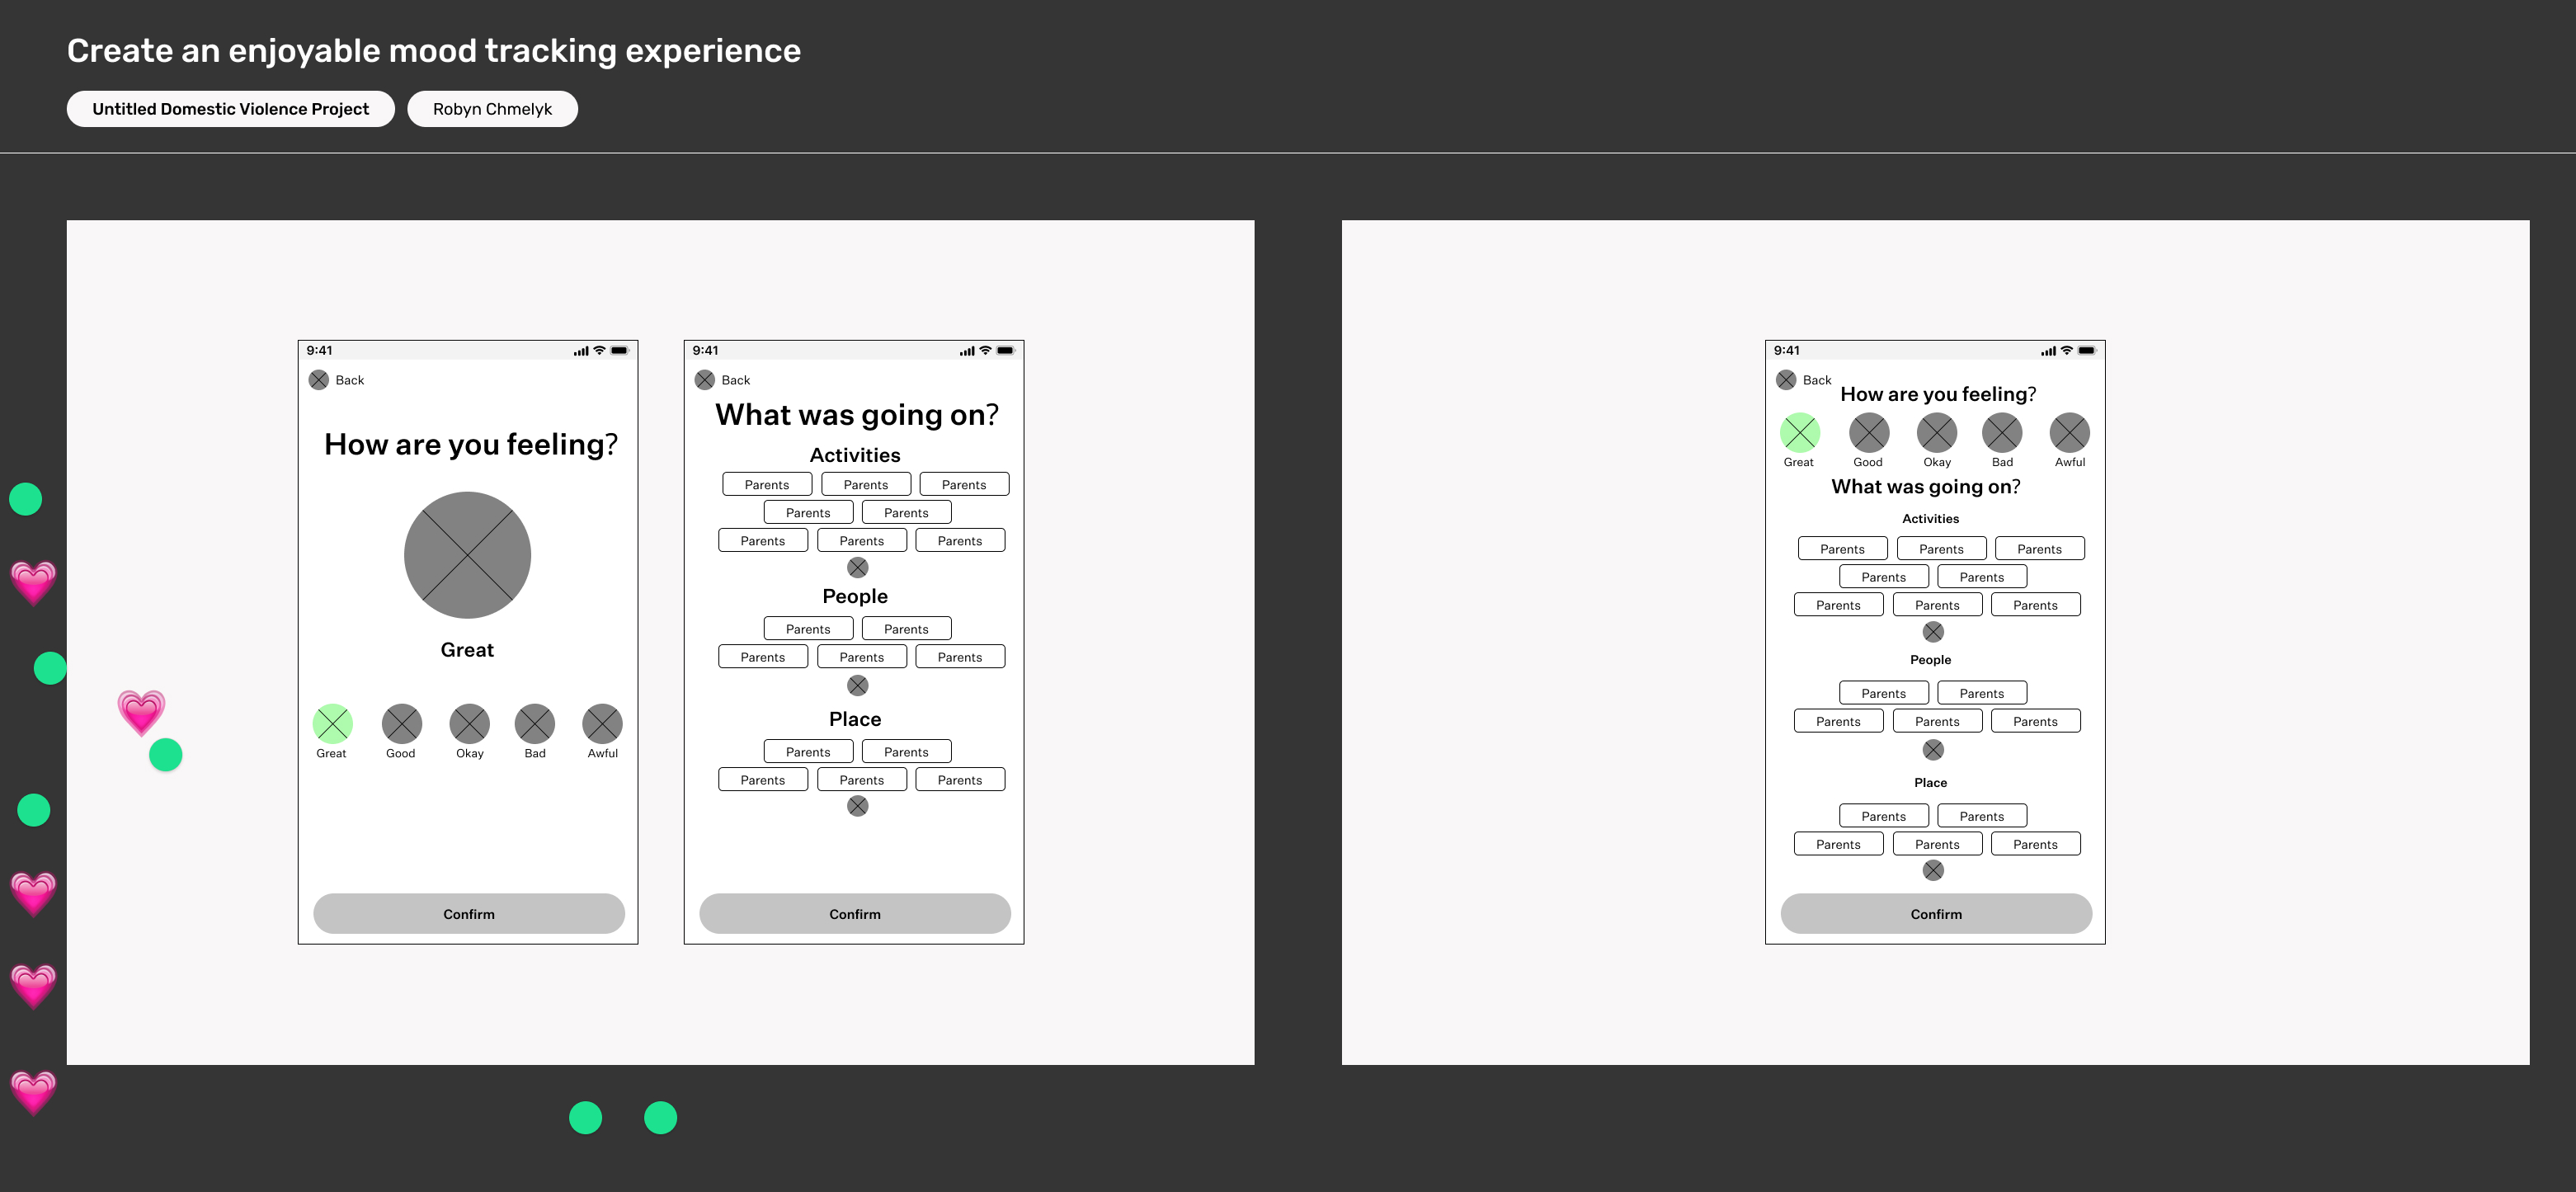 Create an enjoyable mood tracking experience
Untitled Domestic Violence Project
Robyn Chmelyk
9:41
Back
How are you feeling?
Great
Great Good Okay Bad Awful
Confirm
9:41
Back
What was going on?
Activities
Parents Parents Parents
Parents Parents
Parents Parents Parents
People
Parents Parents
Parents Parents Parents
Place
Parents Parents
Parents Parents Parents
Confirm
9:41
Back
How are you feeling?
Great Good Okay Bad Awful
What was going on?
Activities
Parents Parents Parents
Parents Parents
Parents Parents Parents
People
Parents Parents
Parents Parents Parents
Place
Parents Parents
Parents Parents Parents
Confirm